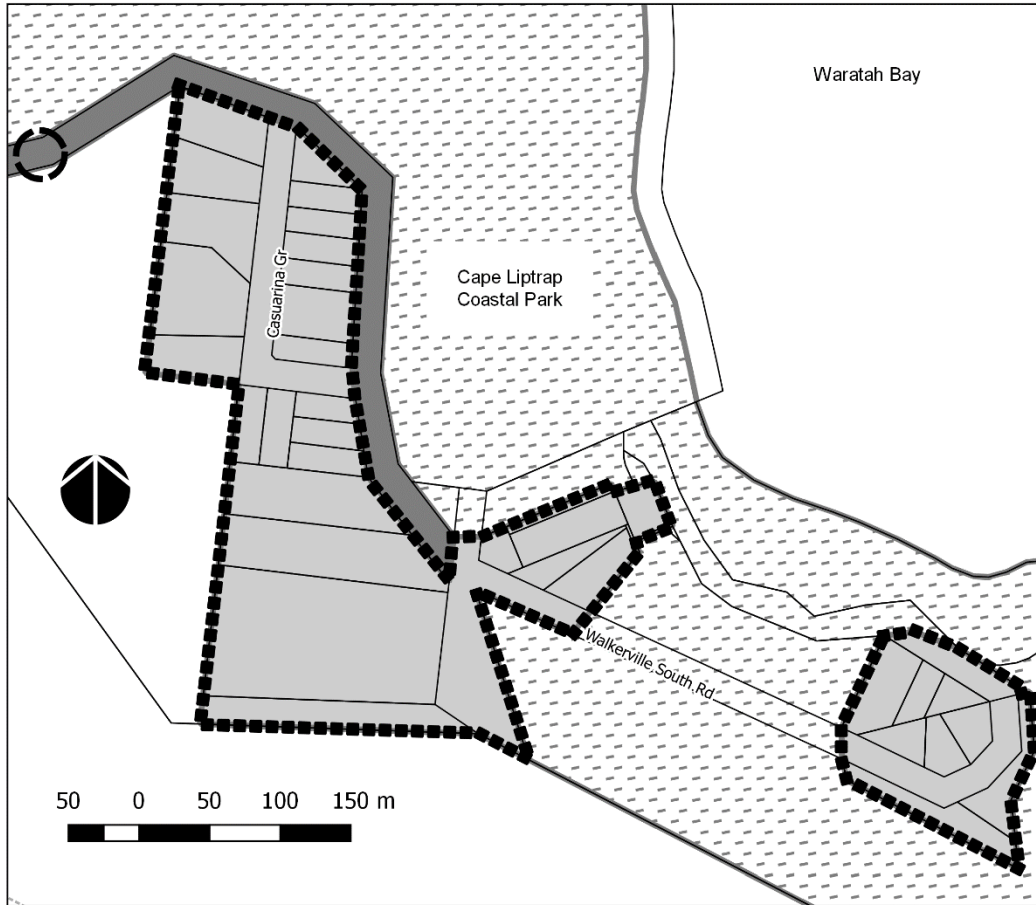 Waratah Bay
Cape Liptrap
Coastal Park
Casuarina Gr
Walkerville South Rd
50 0 50 100 150 m